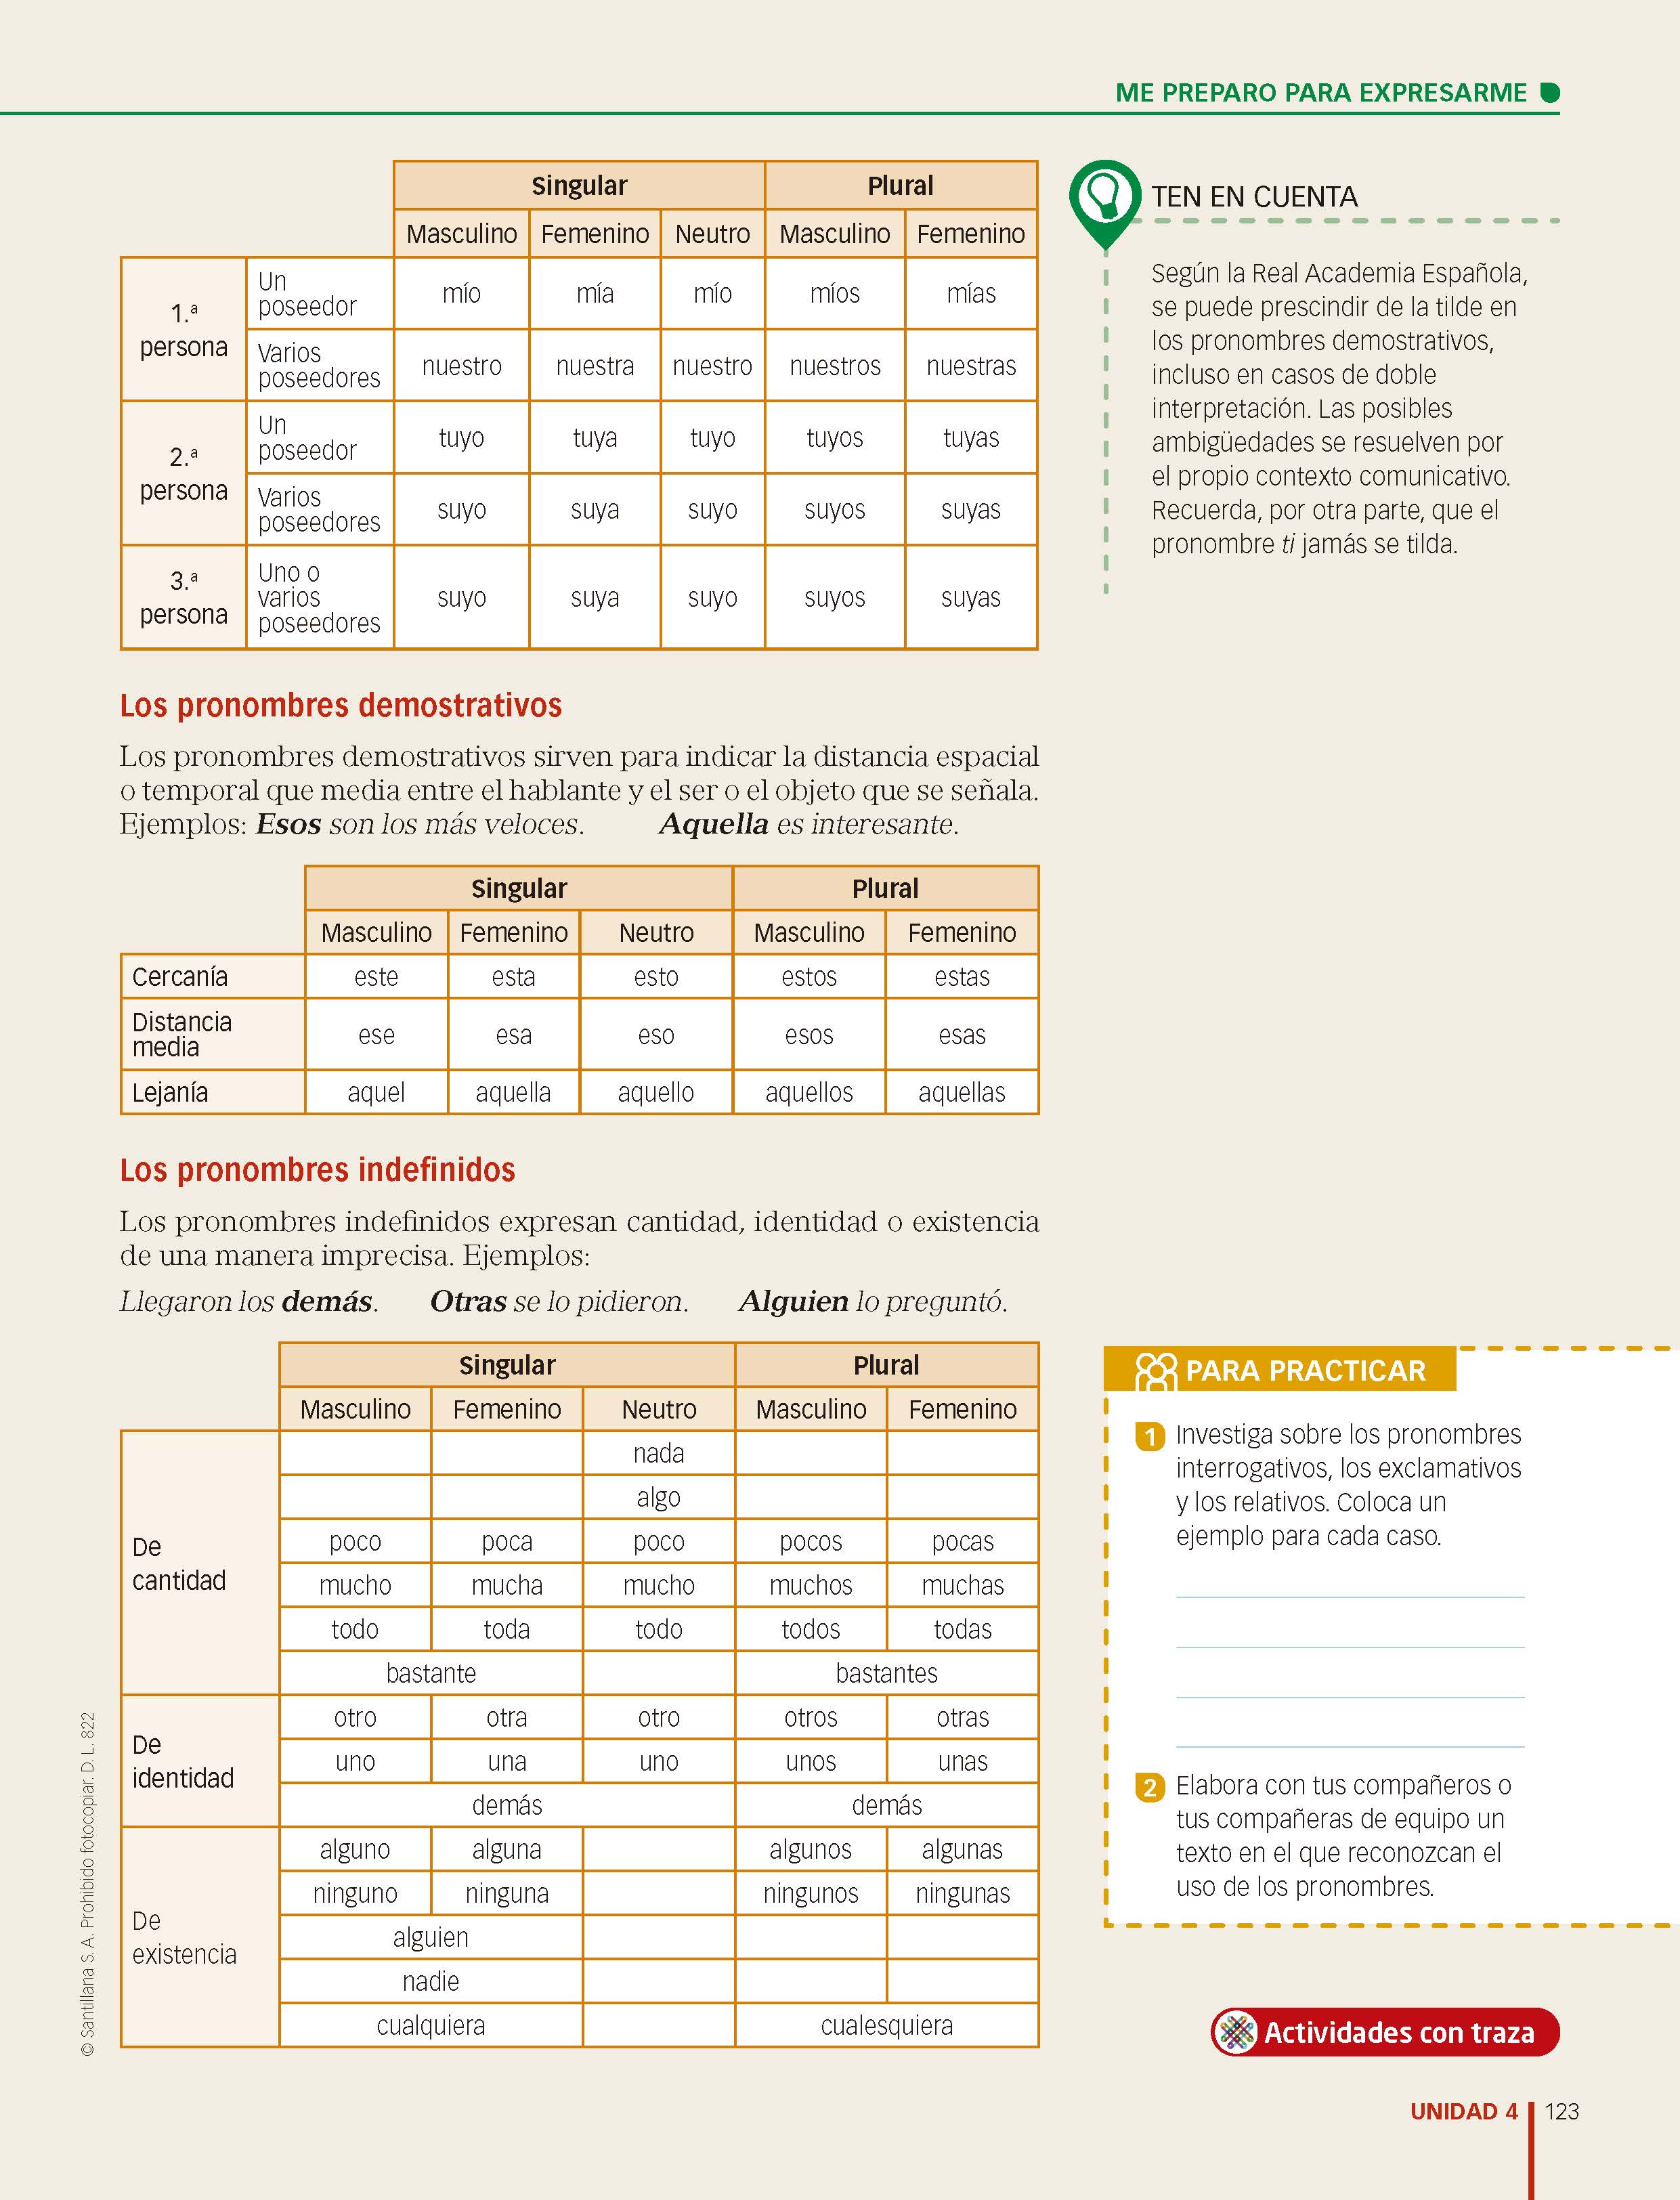 ME PREPARO PARA EXPRESARME
Singular Plural
Masculino Femenino Neutro Masculino Femenino
1.ª persona
Un poseedor mío mía mío míos mías
Varios poseedores nuestro nuestra nuestro nuestros nuestras
2.ª persona
Un poseedor tuyo tuya tuyo tuyos tuyas
Varios poseedores suyo suya suyo suyos suyas
3.ª persona
Uno o varios poseedores suyo suya suyo suyos suyas
TEN EN CUENTA
Según la Real Academia Española,
se puede prescindir de la tilde en
los pronombres demostrativos,
incluso en casos de doble
interpretación. Las posibles
ambigüedades se resuelven por
el propio contexto comunicativo.
Recuerda, por otra parte, que el
pronombre ti jamás se tilda.
Los pronombres demostrativos
Los pronombres demostrativos sirven para indicar la distancia espacial
o temporal que media entre el hablante y el ser o el objeto que se señala.
Ejemplos: Esos son los más veloces. Aquella es interesante.
Singular Plural
Masculino Femenino Neutro Masculino Femenino
Cercanía este esta esto estos estas
Distancia media ese esa eso esos esas
Lejanía aquel aquella aquello aquellos aquellas
Los pronombres indefinidos
Los pronombres indefinidos expresan cantidad, identidad o existencia
de una manera imprecisa. Ejemplos:
Llegaron los demás. Otras se lo pidieron. Alguien lo preguntó.
Singular Plural
Masculino Femenino Neutro Masculino Femenino
De cantidad
nada
algo
poco poca poco pocos pocas
mucho mucha mucho muchos muchas
todo toda todo todos todas
bastante bastantes
De identidad
otro otra otro otros otras
uno una uno unos unas
demás demás
De existencia
alguno alguna algunos algunas
ninguno ninguna ningunos ningunas
alguien
nadie
cualquiera cualesquiera
PARA PRACTICAR
1 Investiga sobre los pronombres
interrogativos, los exclamativos
y los relativos. Coloca un
ejemplo para cada caso.
2 Elabora con tus compañeros o
tus compañeras de equipo un
texto en el que reconozcan el
uso de los pronombres.
Actividades con traza
© Santillana S. A. Prohibido fotocopiar. D. L. 822
UNIDAD 4 123